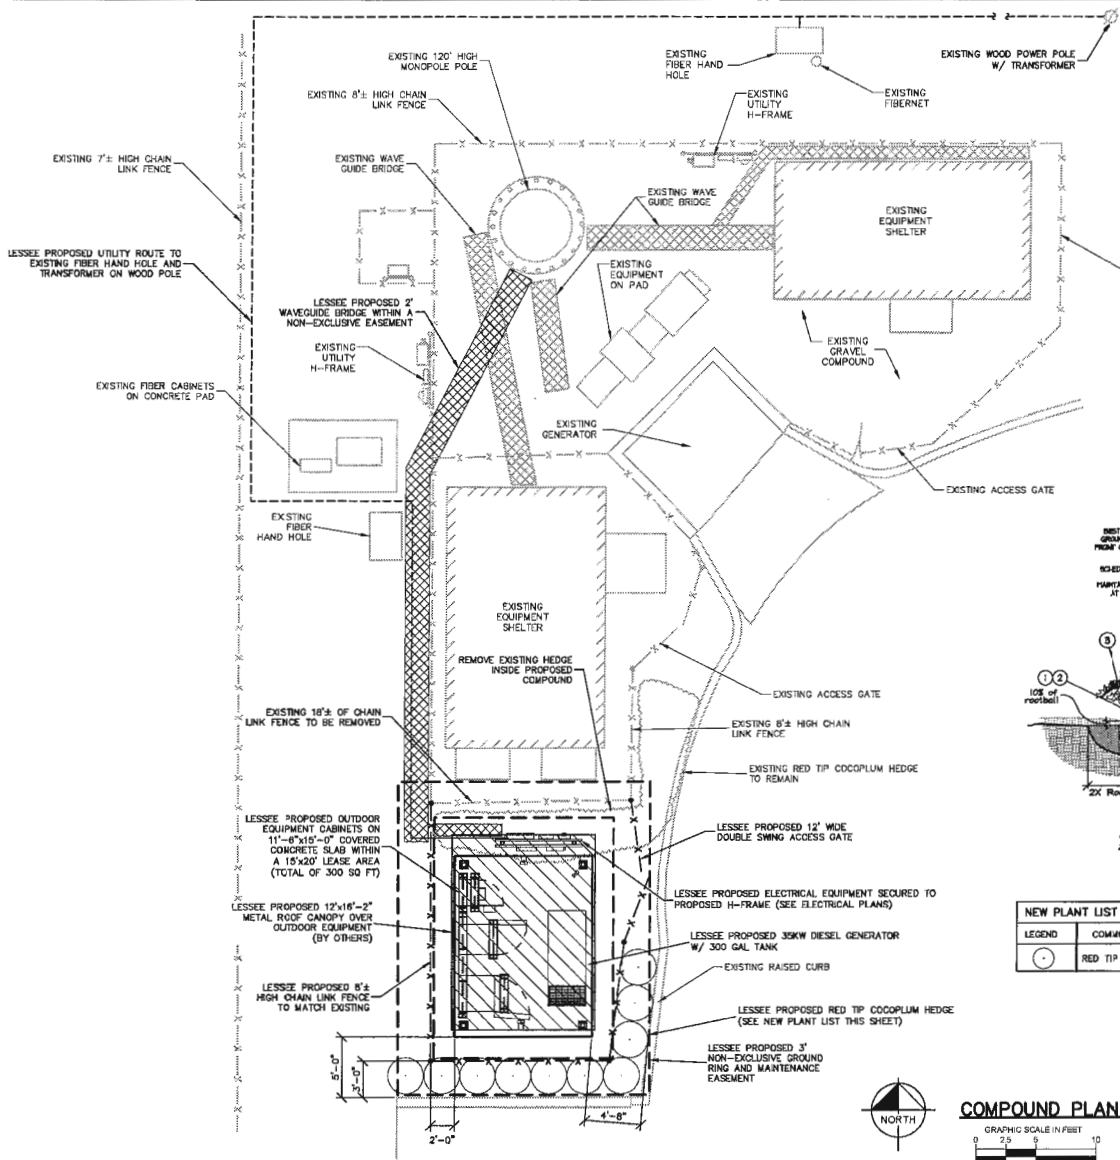 EXISTING 120' HIGH
MONOPOLE POLE
EXISTING
FIBER HAND
HOLE
EXISTING WOOD POWER POLE
W/ TRANSFORMER
EXISTING 8'± HIGH CHAIN
LINK FENCE
EXISTING
UTILITY
H-FRAME
EXISTING
FIBERNET
EXISTING 7'± HIGH CHAIN
LINK FENCE
EXISTING WAVE
GUIDE BRIDGE
EXISTING WAVE
GUIDE BRIDGE
EXISTING
EQUIPMENT
SHELTER
LESSEE PROPOSED UTILITY ROUTE TO
EXISTING FIBER HAND HOLE AND
TRANSFORMER ON WOOD POLE
EXISTING
EQUIPMENT
ON PAD
LESSEE PROPOSED 2'
WAVEGUIDE BRIDGE WITHIN A
NON-EXCLUSIVE EASEMENT
EXISTING
UTILITY
H-FRAME
EXISTING
GRAVEL
COMPOUND
EXISTING FIBER CABINETS
ON CONCRETE PAD
EXISTING
GENERATOR
EXISTING ACCESS GATE
EXISTING
FIBER
HAND HOLE
EXISTING
EQUIPMENT
SHELTER
REMOVE EXISTING HEDGE
INSIDE PROPOSED
COMPOUND
3
1 2
10% of
rootball
EXISTING ACCESS GATE
EXISTING 18'± OF CHAIN
LINK FENCE TO BE REMOVED
EXISTING 8'± HIGH CHAIN
LINK FENCE
EXISTING RED TIP COCOPLUM HEDGE
TO REMAIN
2X
LESSEE PROPOSED OUTDOOR
EQUIPMENT CABINETS ON
11'-6"x15'-0" COVERED
CONCRETE SLAB WITHIN
A 15'x20' LEASE AREA
(TOTAL OF 300 SQ FT)
LESSEE PROPOSED 12' WIDE
DOUBLE SWING ACCESS GATE
LESSEE PROPOSED ELECTRICAL EQUIPMENT SECURED TO
PROPOSED H-FRAME (SEE ELECTRICAL PLANS)
LESSEE PROPOSED 12'x16'-2"
METAL ROOF CANOPY OVER
OUTDOOR EQUIPMENT
(BY OTHERS)
LESSEE PROPOSED 35KW DIESEL GENERATOR
W/ 300 GAL TANK
NEW PLANT LIST
LEGEND
RED TIP
EXISTING RAISED CURB
LESSEE PROPOSED 8'±
HIGH CHAIN LINK FENCE
TO MATCH EXISTING
LESSEE PROPOSED RED TIP COCOPLUM HEDGE
(SEE NEW PLANT LIST THIS SHEET)
LESSEE PROPOSED 3'
NON-EXCLUSIVE GROUND
RING AND MAINTENANCE
EASEMENT
5'-0"
3'-0"
2'-0"
4'-8"
NORTH
COMPOUND PLAN
GRAPHIC SCALE IN FEET
0 2.5 5 10